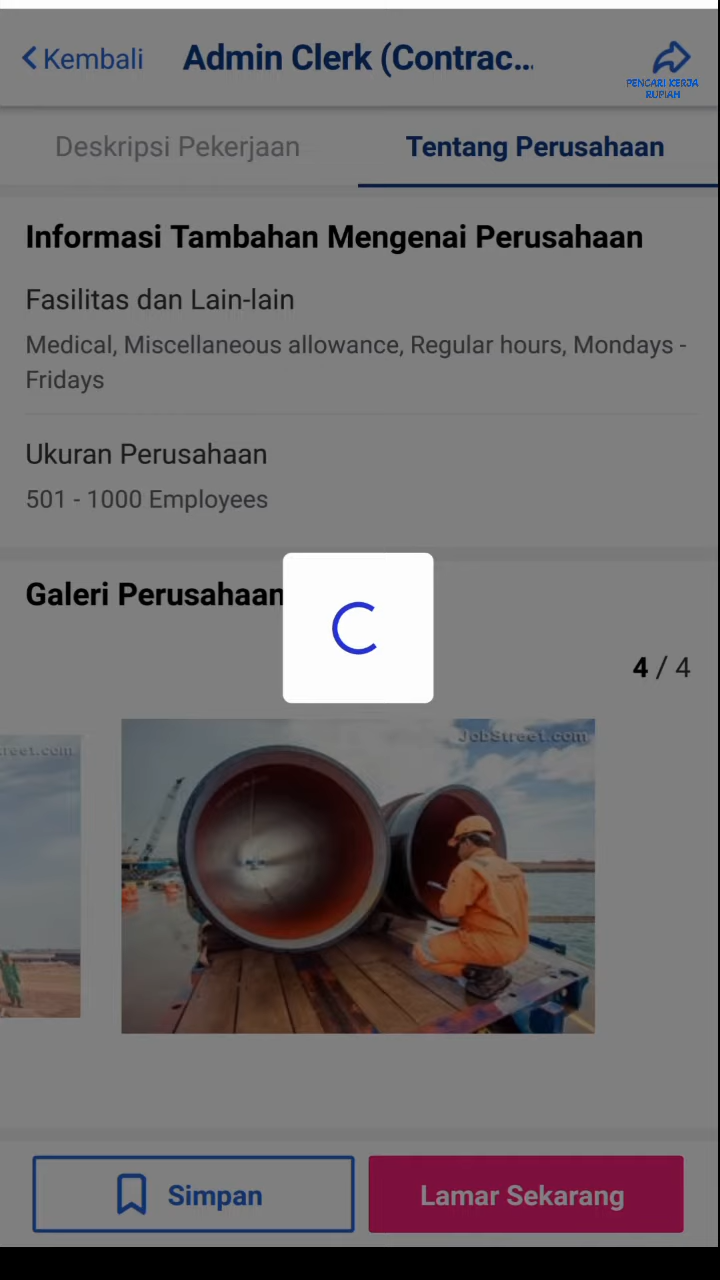 Kembali
Admin Clerk (Contrac...
PENCARI KERJA
RUPIAH
Deskripsi Pekerjaan
Tentang Perusahaan
Informasi Tambahan Mengenai Perusahaan
Fasilitas dan Lain-lain
Medical, Miscellaneous allowance, Regular hours, Mondays -
Fridays
Ukuran Perusahaan
501 - 1000 Employees
Galeri Perusahaan
4 / 4
reet.com
JobStreet.com
Simpan
Lamar Sekarang